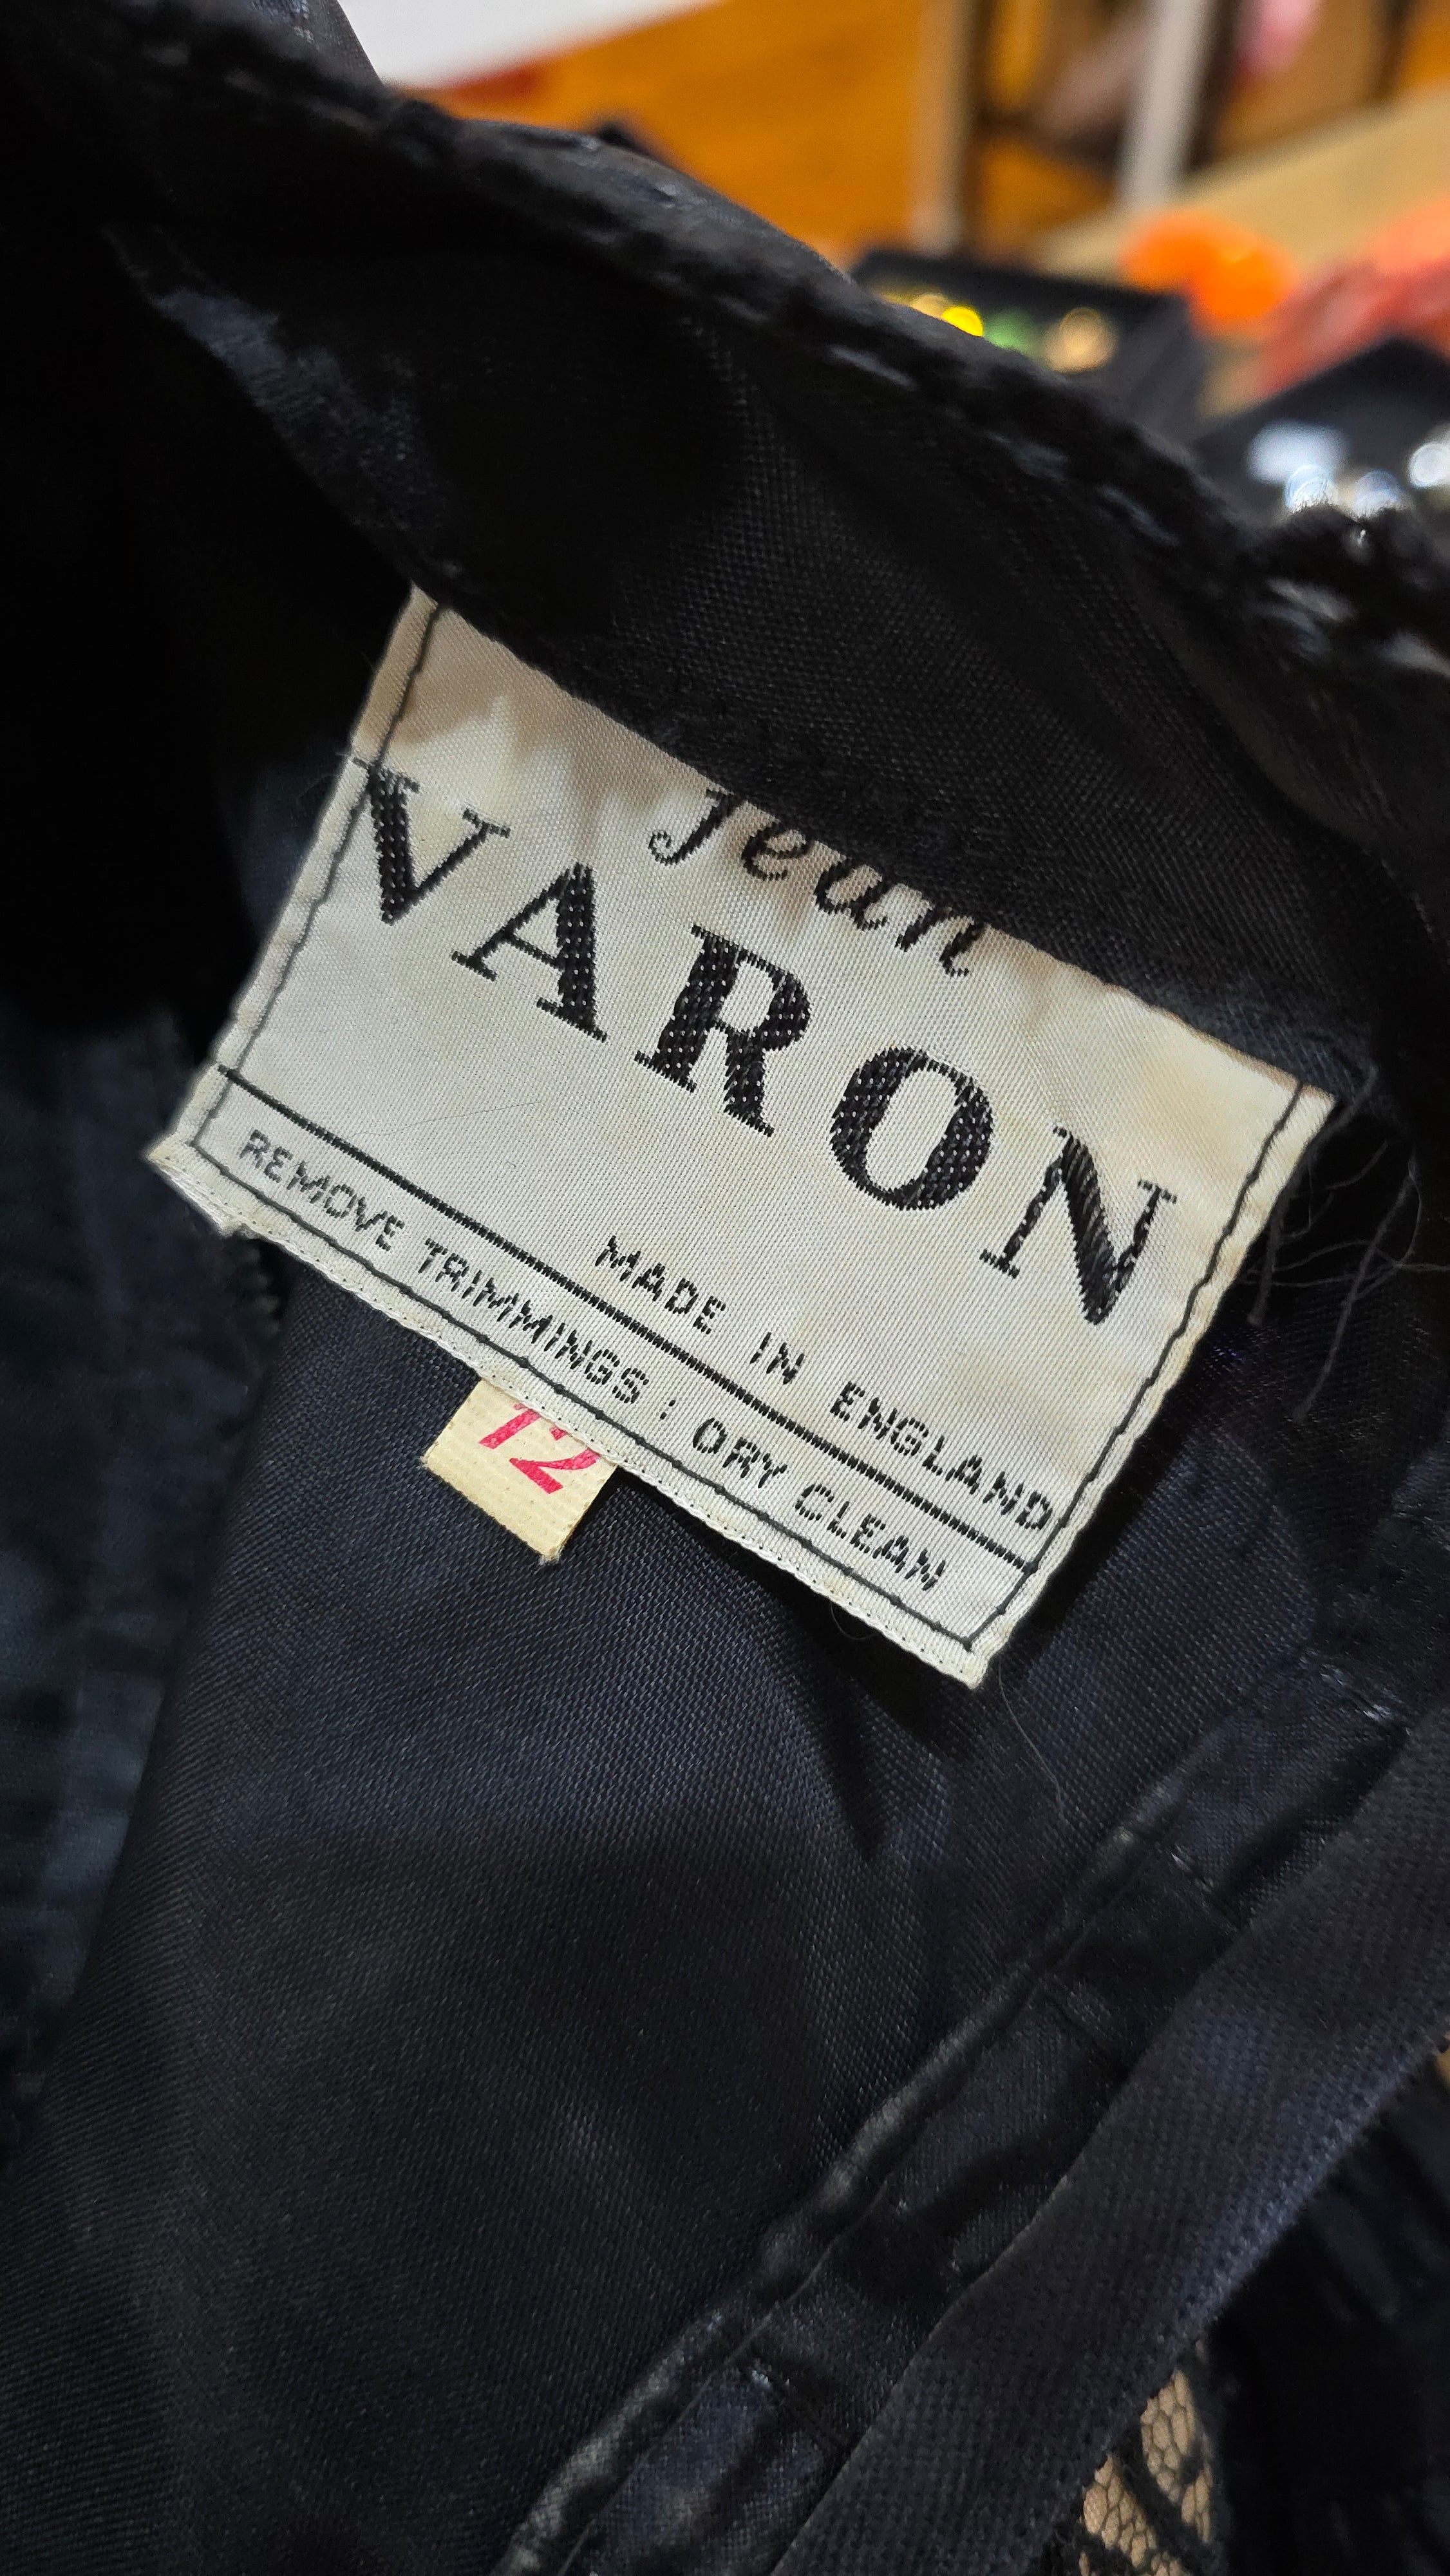 Jean
VARON
MADE IN ENGLAND
REMOVE TRIMMINGS : DRY CLEAN
12